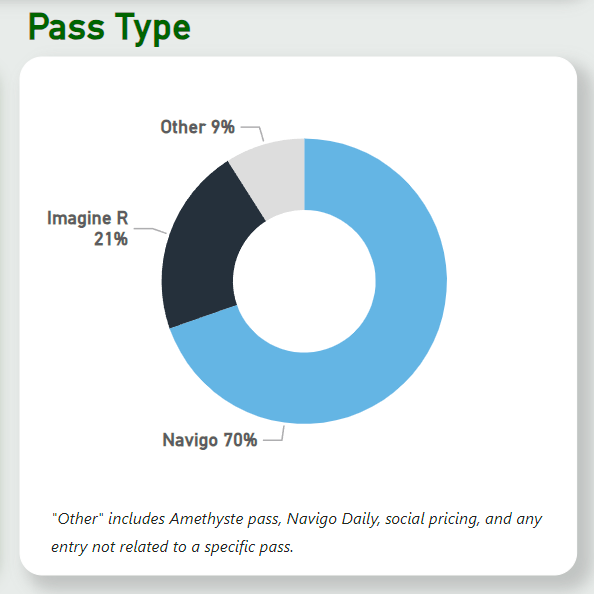 Pass Type
Other 9%
Imagine R
21%
Navigo 70%
"Other" includes Amethyste pass, Navigo Daily, social pricing, and any
entry not related to a specific pass.